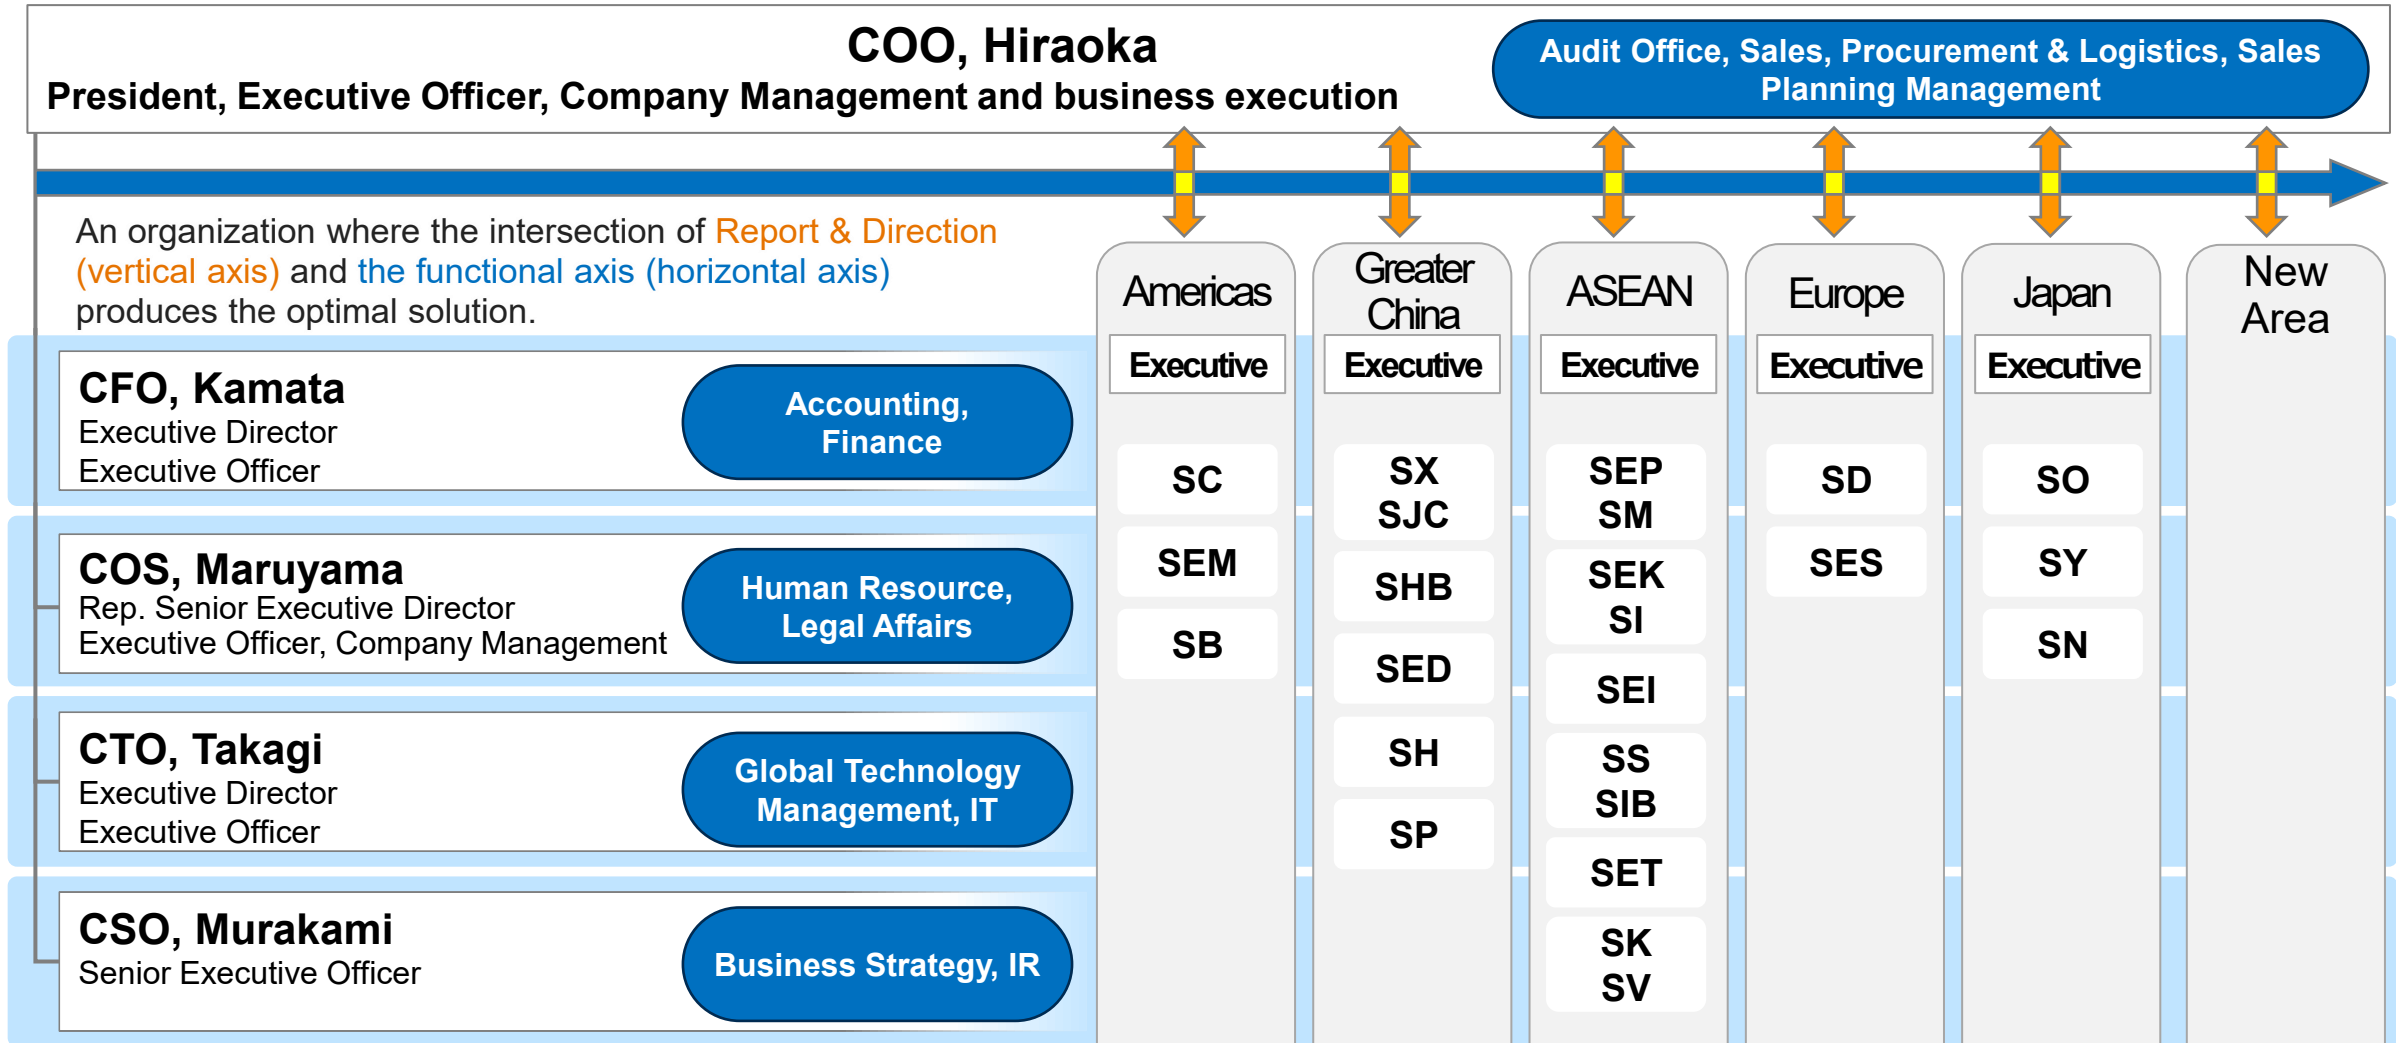 COO, Hiraoka
President, Executive Officer, Company Management and business execution
Audit Office, Sales, Procurement & Logistics, Sales
Planning Management
An organization where the intersection of Report & Direction
(vertical axis) and the functional axis (horizontal axis)
produces the optimal solution.
CFO, Kamata
Executive Director
Executive Officer
Accounting,
Finance
COS, Maruyama
Rep. Senior Executive Director
Executive Officer, Company Management
Human Resource,
Legal Affairs
CTO, Takagi
Executive Director
Executive Officer
Global Technology
Management, IT
CSO, Murakami
Senior Executive Officer
Business Strategy, IR
Americas
Executive
SC
SEM
SB
Greater
China
Executive
SX
SJC
SHB
SED
SH
SP
ASEAN
Executive
SEP
SM
SEK
SI
SEI
SS
SIB
SET
SK
SV
Europe
Executive
SD
SES
Japan
Executive
SO
SY
SN
New
Area